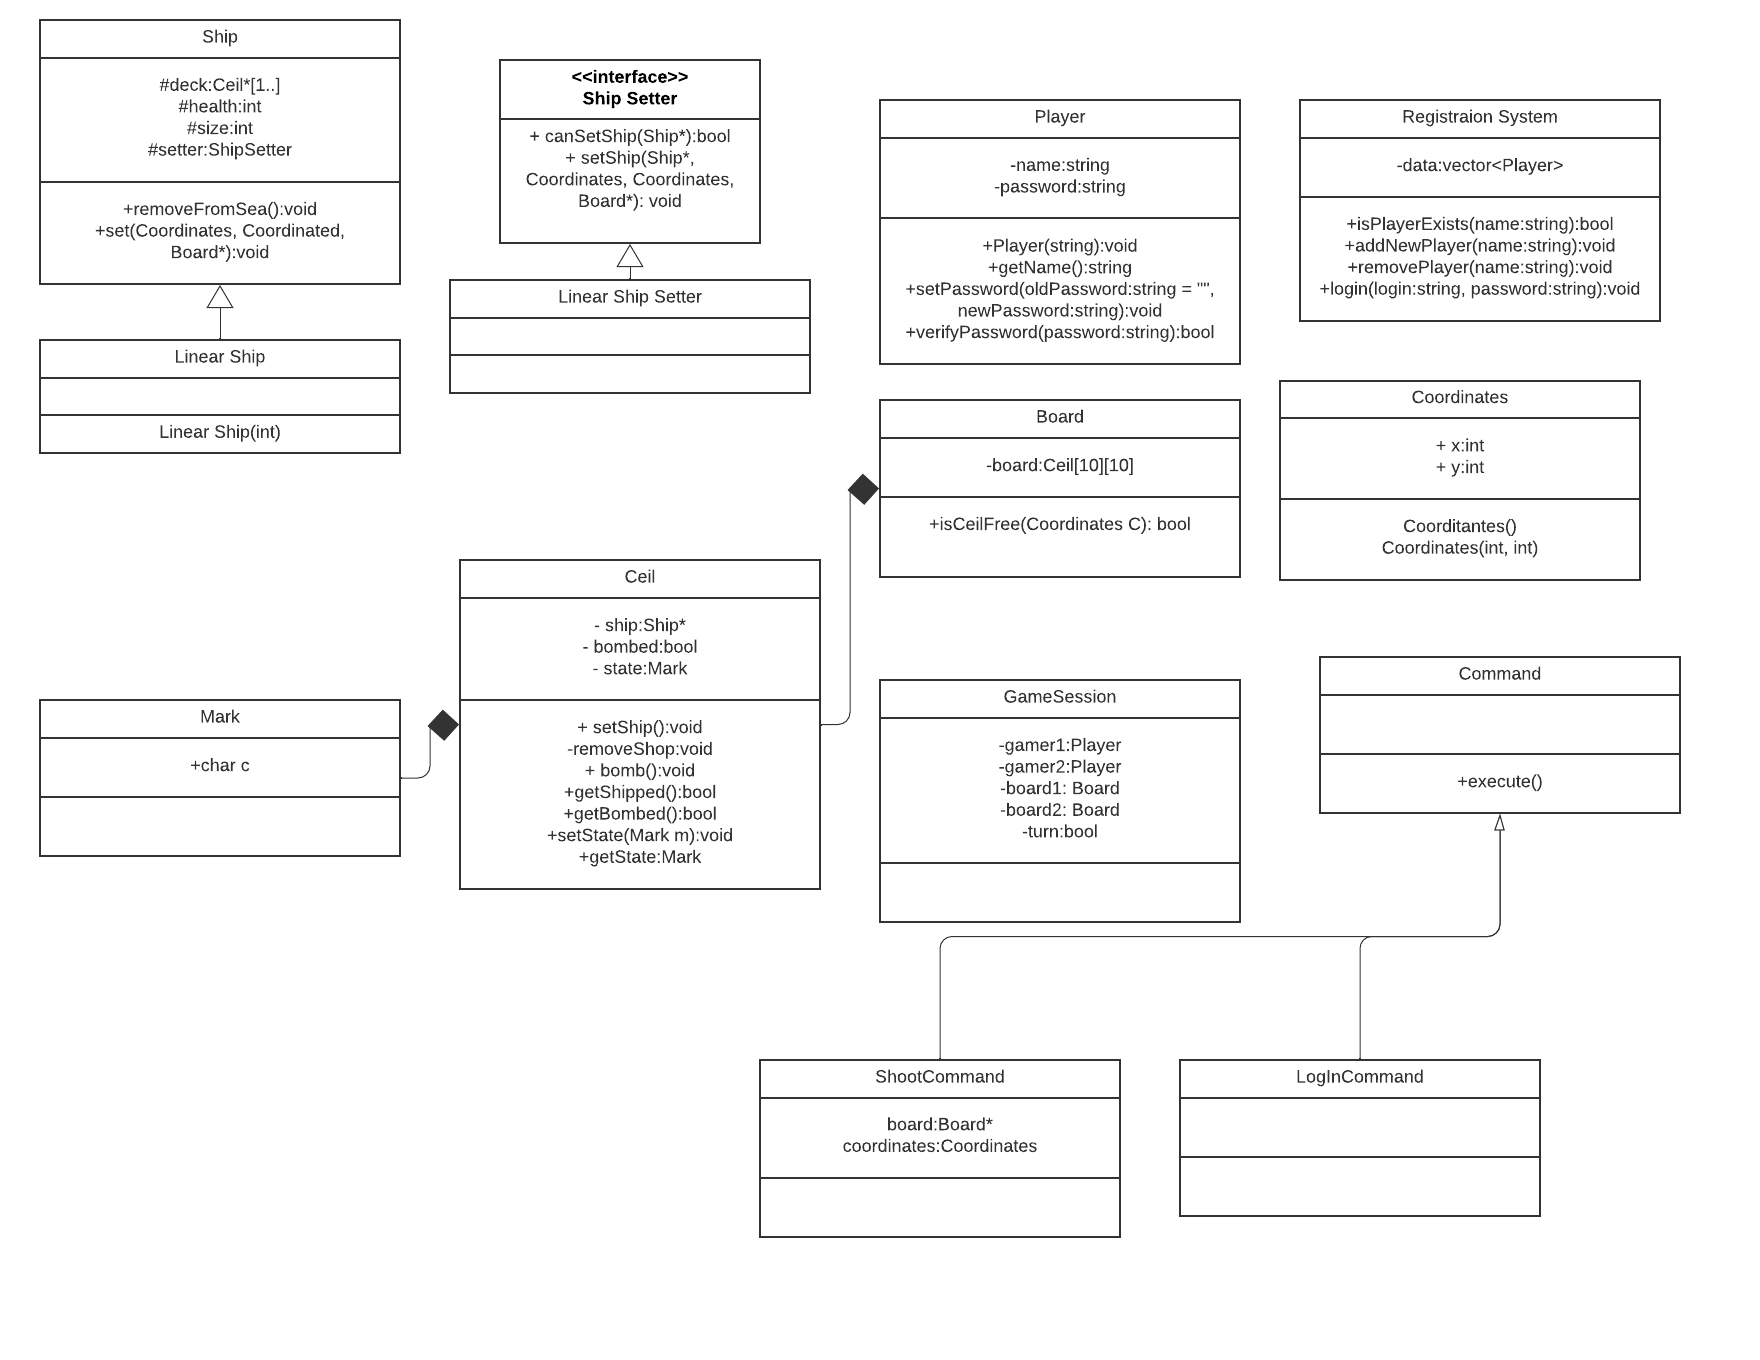 Ship
#deck:Ceil*[1..]
#health:int
#size:int
#setter:ShipSetter
+removeFromSea():void
+set(Coordinates, Coordinated,
Board*):void
Linear Ship
Linear Ship(int)
<<interface>>
Ship Setter
+ canSetShip(Ship*):bool
+ setShip(Ship*,
Coordinates, Coordinates,
Board*): void
Linear Ship Setter
Player
-name:string
-password:string
+Player(string):void
+getName():string
+setPassword(oldPassword:string = "",
newPassword:string):void
+verifyPassword(password:string):bool
Registraion System
-data:vector<Player>
+isPlayerExists(name:string):bool
+addNewPlayer(name:string):void
+removePlayer(name:string):void
+login(login:string, password:string):void
Board
-board:Ceil[10][10]
+isCeilFree(Coordinates C): bool
Coordinates
+ x:int
+ y:int
Coorditantes()
Coordinates(int, int)
Ceil
- ship:Ship*
- bombed:bool
- state:Mark
+ setShip():void
-removeShop:void
+ bomb():void
+getShipped():bool
+getBombed():bool
+setState(Mark m):void
+getState:Mark
Mark
+char c
GameSession
-gamer1:Player
-gamer2:Player
-board1: Board
-board2: Board
-turn:bool
Command
+execute()
ShootCommand
board:Board*
coordinates:Coordinates
LogInCommand